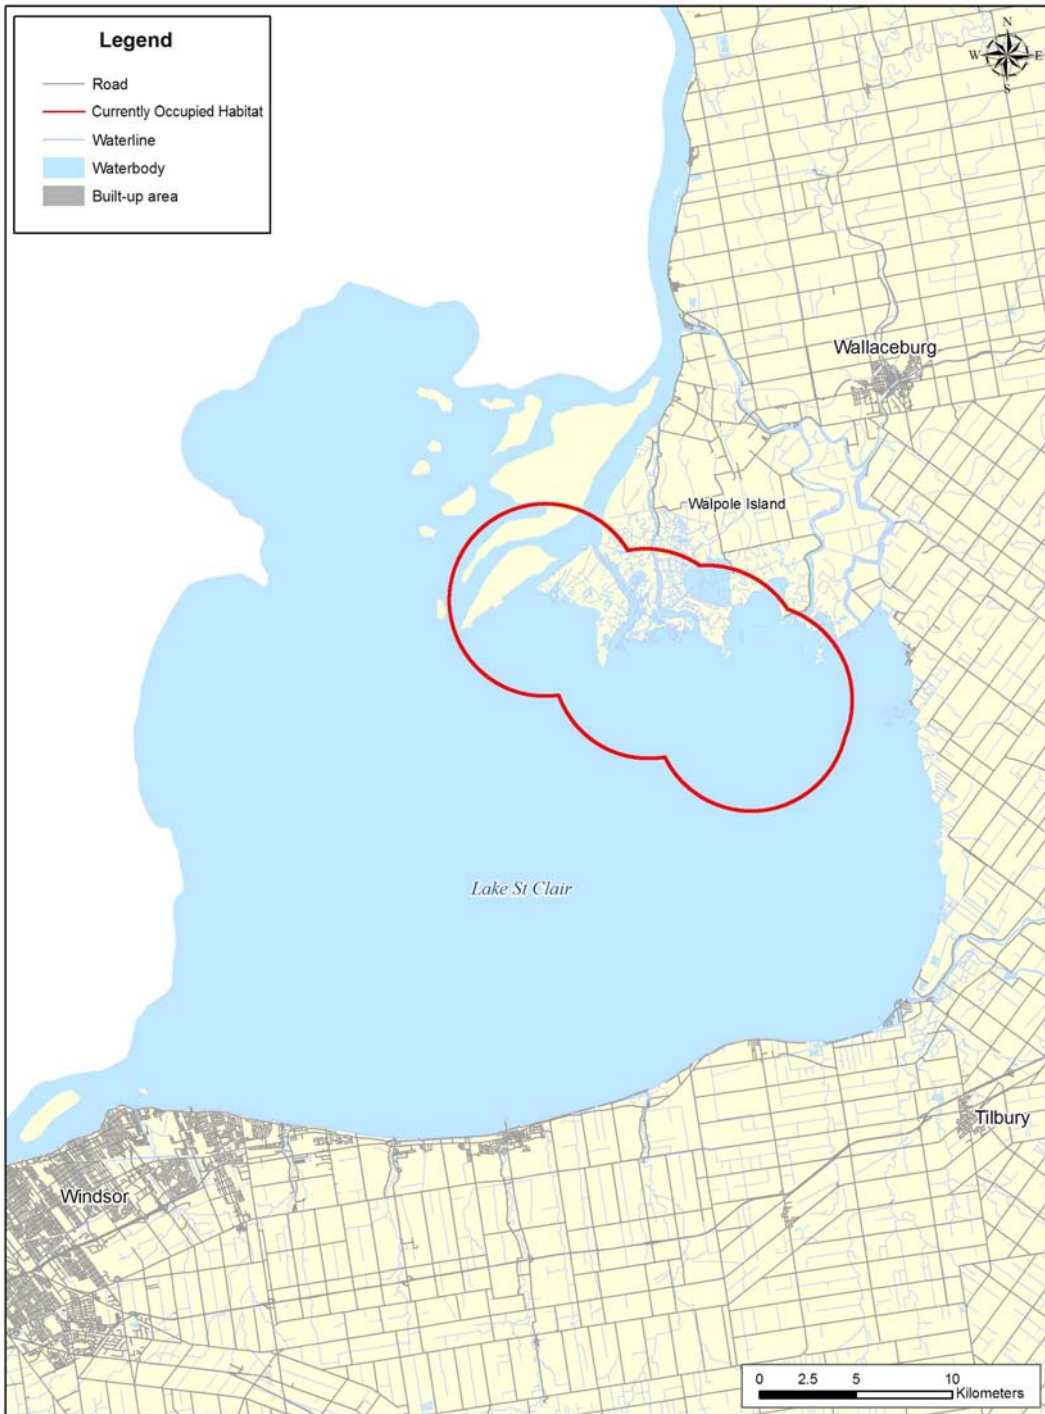 Legend
Road
Currently Occupied Habitat
Waterline
Waterbody
Built-up area
N
W E
S
Wallaceburg
Walpole Island
Lake St Clair
Tilbury
Windsor
0 2.5 5 10
Kilometers